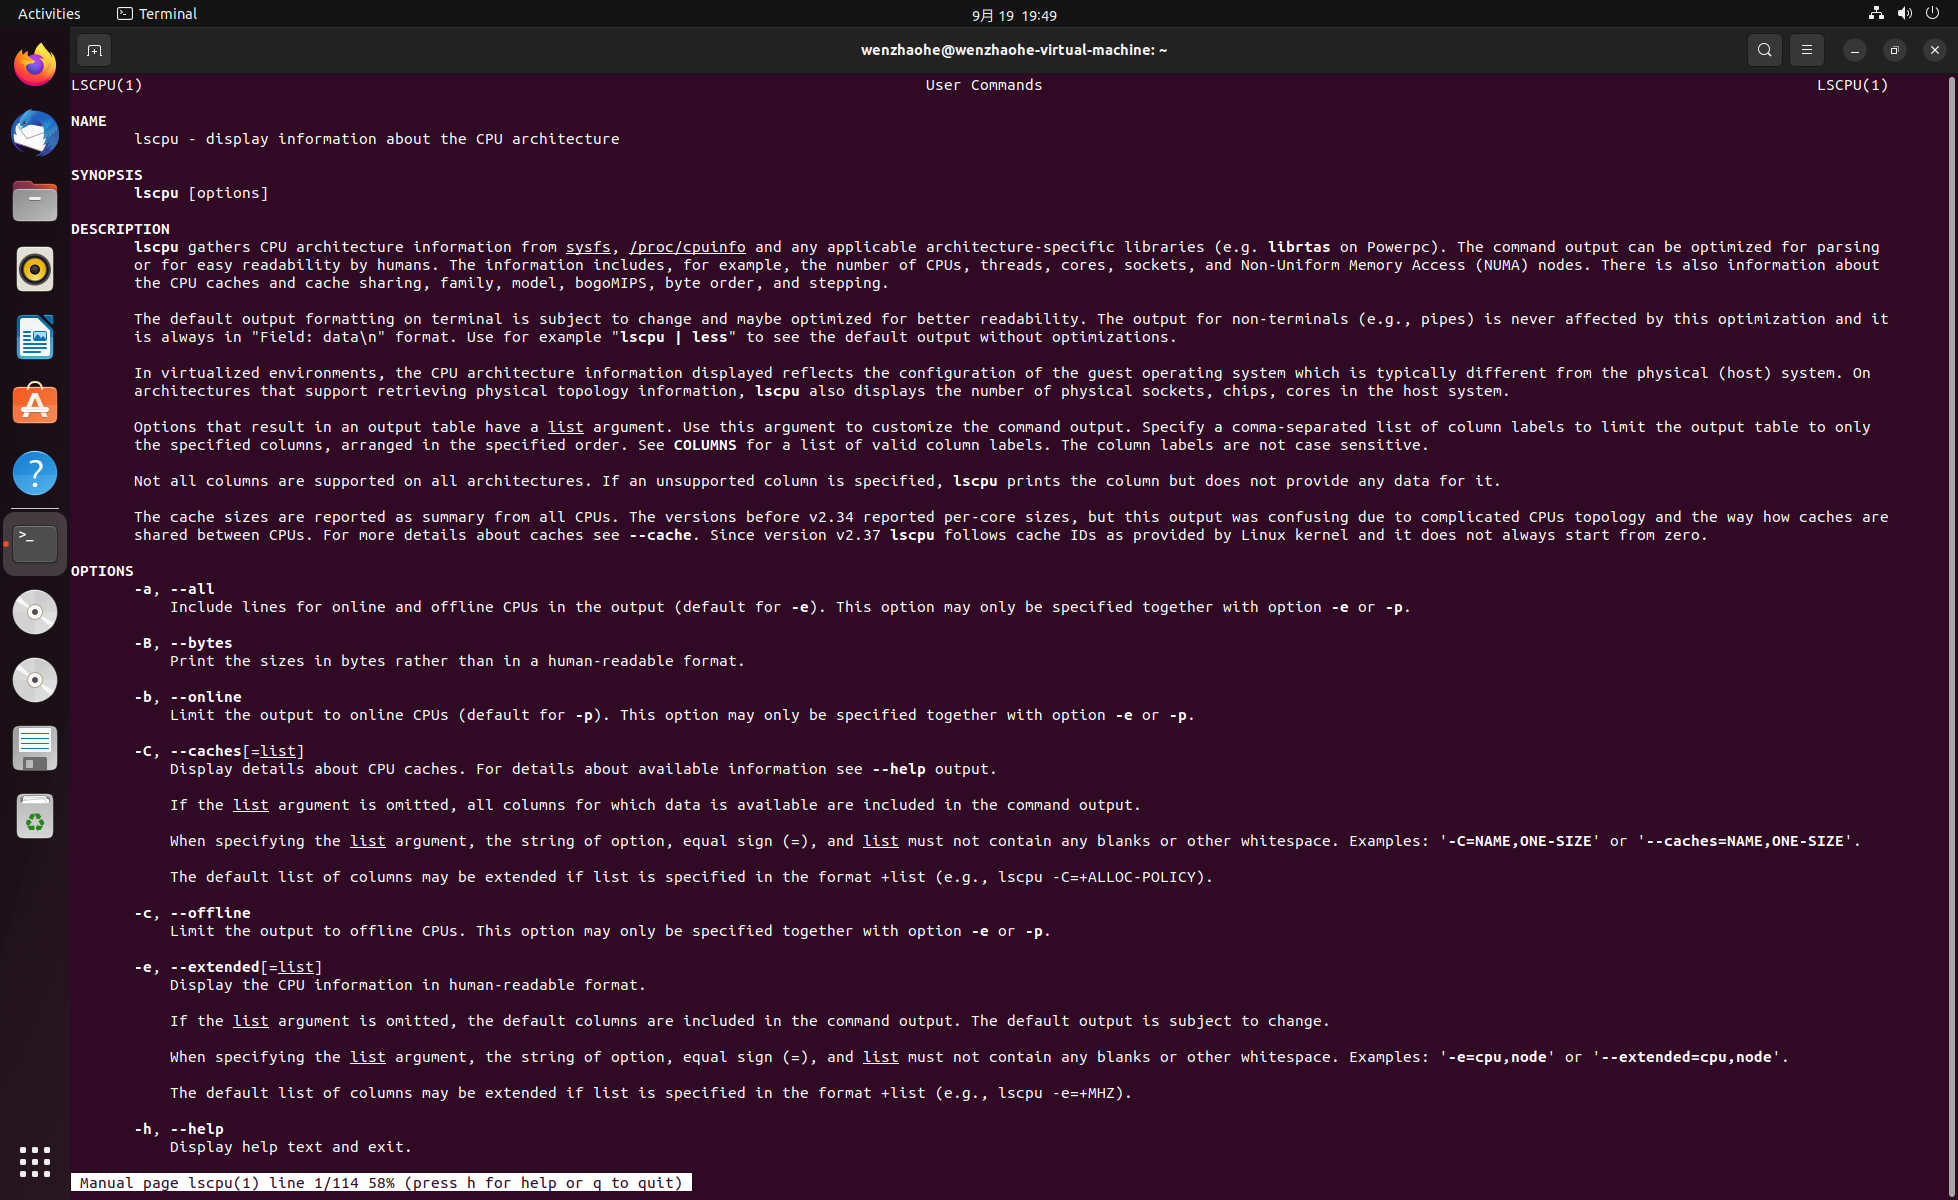 Activities
Terminal
9月 19 19:49
wenzhaohe@wenzhaohe-virtual-machine: ~
LSCPU(1) User Commands LSCPU(1)
NAME
lscpu - display information about the CPU architecture
SYNOPSIS
lscpu [options]
DESCRIPTION
lscpu gathers CPU architecture information from sysfs, /proc/cpuinfo and any applicable architecture-specific libraries (e.g. librtas on Powerpc). The command output can be optimized for parsing
or for easy readability by humans. The information includes, for example, the number of CPUs, threads, cores, sockets, and Non-Uniform Memory Access (NUMA) nodes. There is also information about
the CPU caches and cache sharing, family, model, bogoMIPS, byte order, and stepping.
The default output formatting on terminal is subject to change and maybe optimized for better readability. The output for non-terminals (e.g., pipes) is never affected by this optimization and it
is always in "Field: data\n" format. Use for example "lscpu | less" to see the default output without optimizations.
In virtualized environments, the CPU architecture information displayed reflects the configuration of the guest operating system which is typically different from the physical (host) system. On
architectures that support retrieving physical topology information, lscpu also displays the number of physical sockets, chips, cores in the host system.
Options that result in an output table have a list argument. Use this argument to customize the command output. Specify a comma-separated list of column labels to limit the output table to only
the specified columns, arranged in the specified order. See COLUMNS for a list of valid column labels. The column labels are not case sensitive.
Not all columns are supported on all architectures. If an unsupported column is specified, lscpu prints the column but does not provide any data for it.
The cache sizes are reported as summary from all CPUs. The versions before v2.34 reported per-core sizes, but this output was confusing due to complicated CPUs topology and the way how caches are
shared between CPUs. For more details about caches see --cache. Since version v2.37 lscpu follows cache IDs as provided by Linux kernel and it does not always start from zero.
OPTIONS
-a, --all
Include lines for online and offline CPUs in the output (default for -e). This option may only be specified together with option -e or -p.
-B, --bytes
Print the sizes in bytes rather than in a human-readable format.
-b, --online
Limit the output to online CPUs (default for -p). This option may only be specified together with option -e or -p.
-C, --caches[=list]
Display details about CPU caches. For details about available information see --help output.
If the list argument is omitted, all columns for which data is available are included in the command output.
When specifying the list argument, the string of option, equal sign (=), and list must not contain any blanks or other whitespace. Examples: '-C=NAME,ONE-SIZE' or '--caches=NAME,ONE-SIZE'.
The default list of columns may be extended if list is specified in the format +list (e.g., lscpu -C=+ALLOC-POLICY).
-c, --offline
Limit the output to offline CPUs. This option may only be specified together with option -e or -p.
-e, --extended[=list]
Display the CPU information in human-readable format.
If the list argument is omitted, the default columns are included in the command output. The default output is subject to change.
When specifying the list argument, the string of option, equal sign (=), and list must not contain any blanks or other whitespace. Examples: '-e=cpu,node' or '--extended=cpu,node'.
The default list of columns may be extended if list is specified in the format +list (e.g., lscpu -e=+MHZ).
-h, --help
Display help text and exit.
Manual page lscpu(1) line 1/114 58% (press h for help or q to quit)